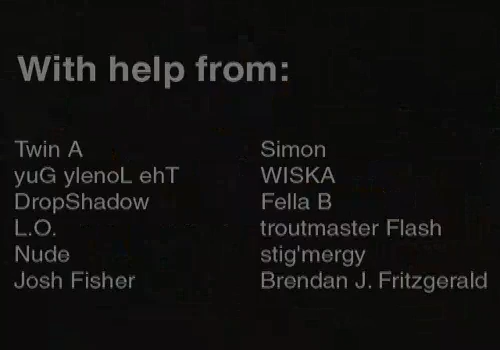 With help from:
Twin A
yuG ylenoL ehT
DropShadow
L.O.
Nude
Josh Fisher
Simon
WISKA
Fella B
troutmaster Flash
stig'mergy
Brendan J. Fritzgerald